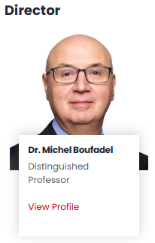 Director
Dr. Michel Boufadel
Distinguished
Professor
View Profile